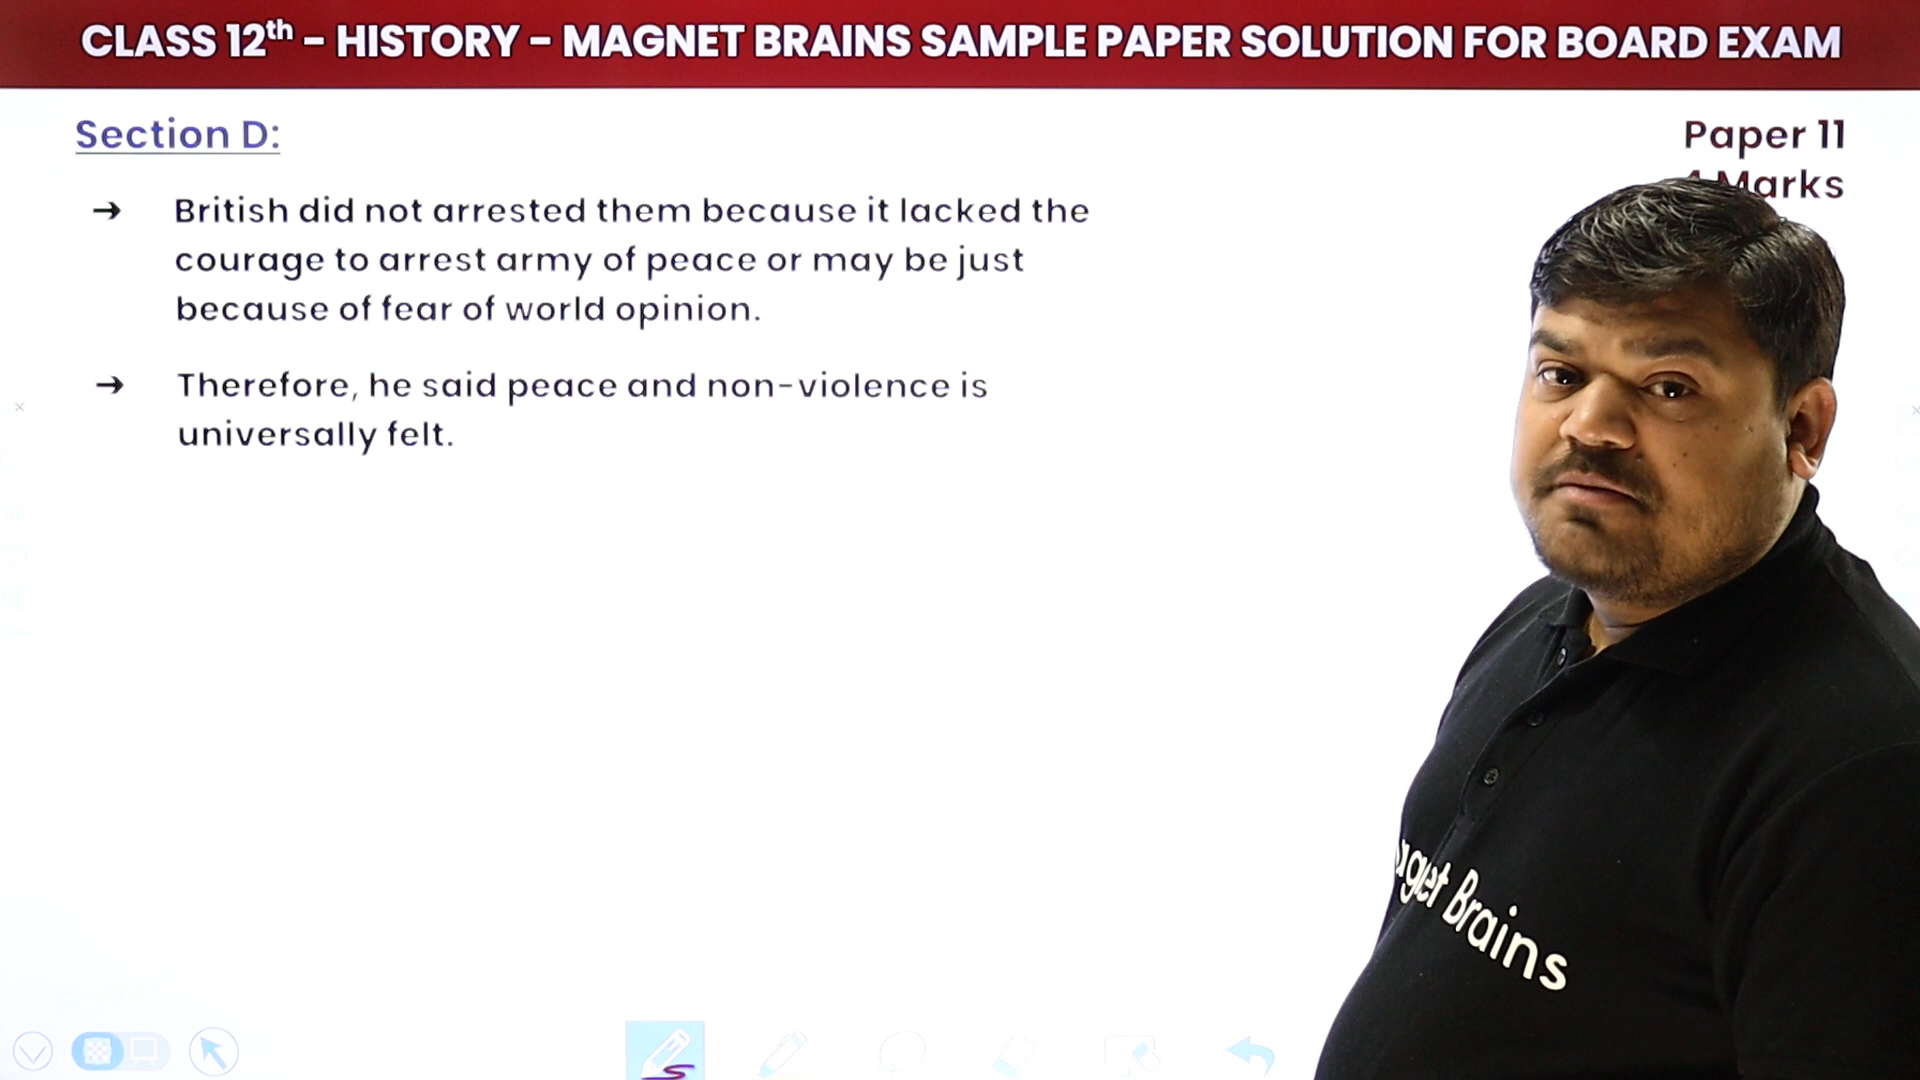 CLASS 12th - HISTORY - MAGNET BRAINS SAMPLE PAPER SOLUTION FOR BOARD EXAM
Section D:
Paper 11
Marks
→ British did not arrested them because it lacked the
courage to arrest army of peace or may be just
because of fear of world opinion.
→ Therefore, he said peace and non-violence is
universally felt.
Brains